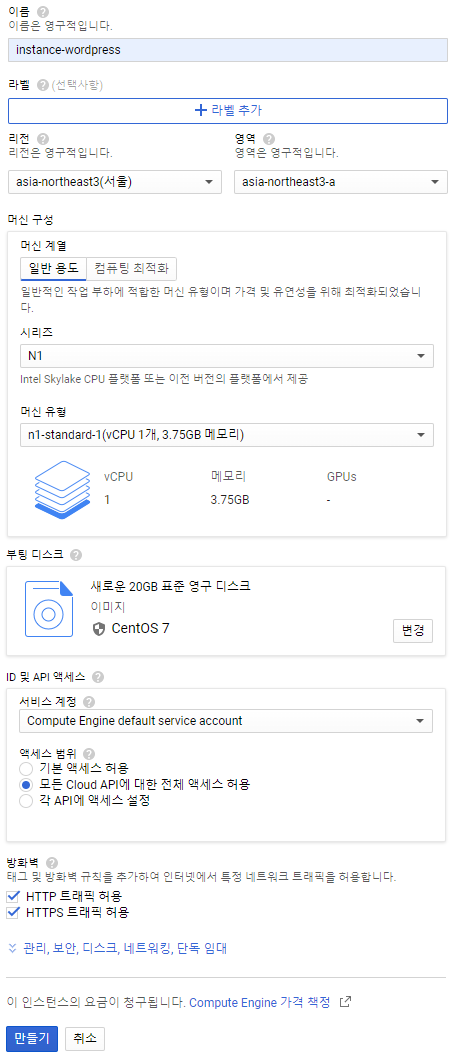 이름
이름은 영구적입니다.
instance-wordpress
라벨 (선택사항)
+ 라벨 추가
리전 영역
리전은 영구적입니다. 영역은 영구적입니다.
asia-northeast3(서울) asia-northeast3-a
머신 구성
머신 계열
일반 용도 컴퓨팅 최적화
일반적인 작업 부하에 적합한 머신 유형이며 가격 및 유연성을 위해 최적화되었습니
다.
시리즈
N1
Intel Skylake CPU 플랫폼 또는 이전 버전의 플랫폼에서 제공
머신 유형
n1-standard-1(vCPU 1개, 3.75GB 메모리)
vCPU 메모리 GPUs
1 3.75GB -
부팅 디스크
새로운 20GB 표준 영구 디스크
이미지
CentOS 7
변경
ID 및 API 액세스
서비스 계정
Compute Engine default service account
액세스 범위
기본 액세스 허용
모든 Cloud API에 대한 전체 액세스 허용
각 API에 액세스 설정
방화벽
태그 및 방화벽 규칙을 추가하여 인터넷에서 특정 네트워크 트래픽을 허용합니다.
HTTP 트래픽 허용
HTTPS 트래픽 허용
관리, 보안, 디스크, 네트워킹, 단독 임대
이 인스턴스의 요금이 청구됩니다. Compute Engine 가격 책정
만들기 취소